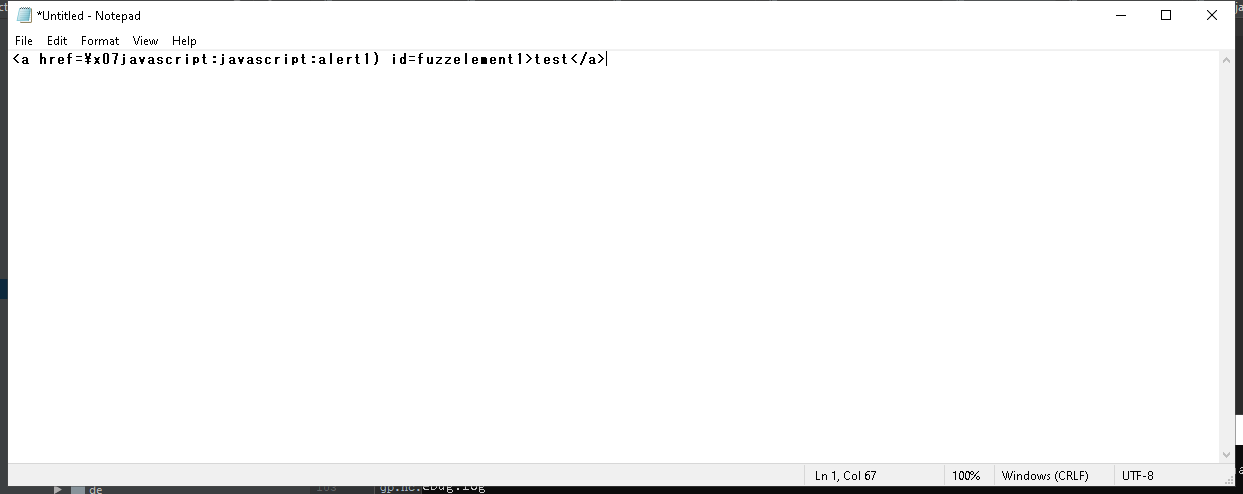 *Untitled - Notepad
File Edit Format View Help
<a href=¥x07javascript:javascript:alert1) id=fuzzelement1>test</a>
Ln 1, Col 67 100% Windows (CRLF) UTF-8
de